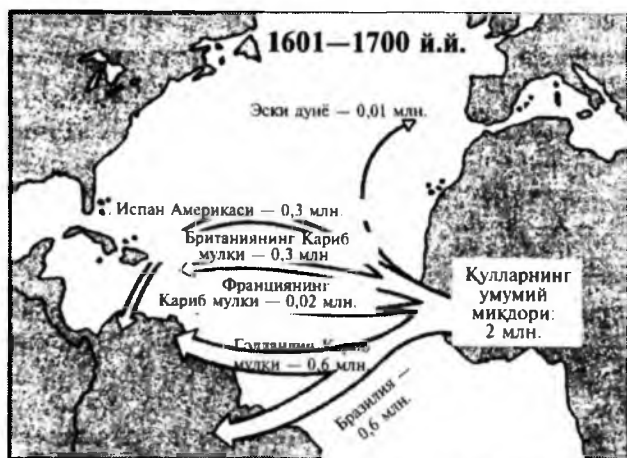 1601—1700 й.й.
Эски дунё — 0,01 млн.
Испан Америкаси — 0,3 млн.
Британиянинг Кариб
мулки — 0,3 млн
Франциянинг
Кариб мулки — 0,02 млн.
Кариб
мулки — 0,6 млн.
Бразилия —
0,6 млн.
Қулларнинг
умумий
миқдори:
2 млн.